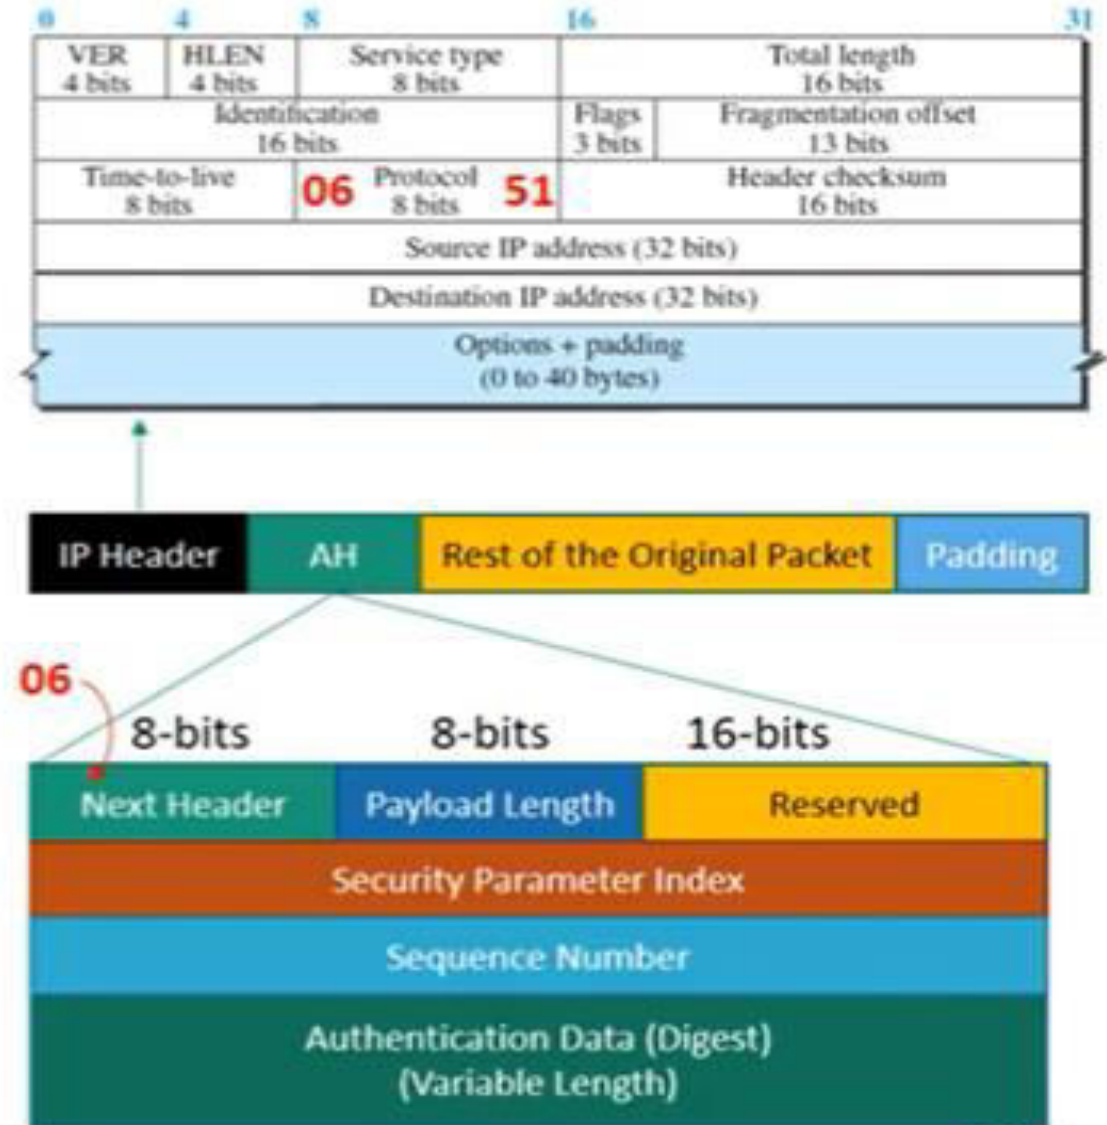 0 4 8 16 31
VER HLEN Service type Total length
4 bits 4 bits 8 bits 16 bits
Identification Flags Fragmentation offset
16 bits 3 bits 13 bits
Time-to-live 06 Protocol 51 Header checksum
8 bits 8 bits 16 bits
Source IP address (32 bits)
Destination IP address (32 bits)
Options + padding
(0 to 40 bytes)
IP Header AH Rest of the Original Packet Padding
06
8-bits 8-bits 16-bits
Next Header Payload Length Reserved
Security Parameter Index
Sequence Number
Authentication Data (Digest)
(Variable Length)